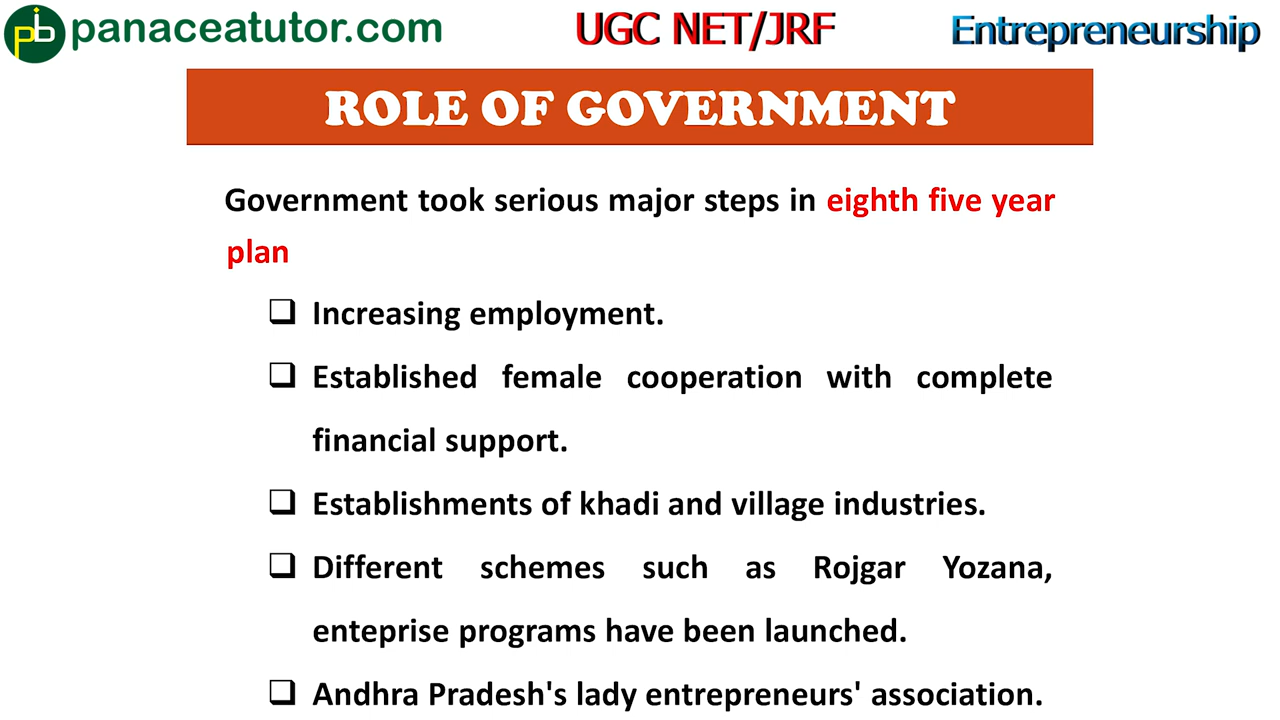 pib panaceatutor.com UGC NET/JRF Entrepreneurship
ROLE OF GOVERNMENT
Government took serious major steps in eighth five year
plan
❑ Increasing employment.
❑ Established female cooperation with complete
financial support.
❑ Establishments of khadi and village industries.
❑ Different schemes such as Rojgar Yozana,
enteprise programs have been launched.
❑ Andhra Pradesh's lady entrepreneurs' association.